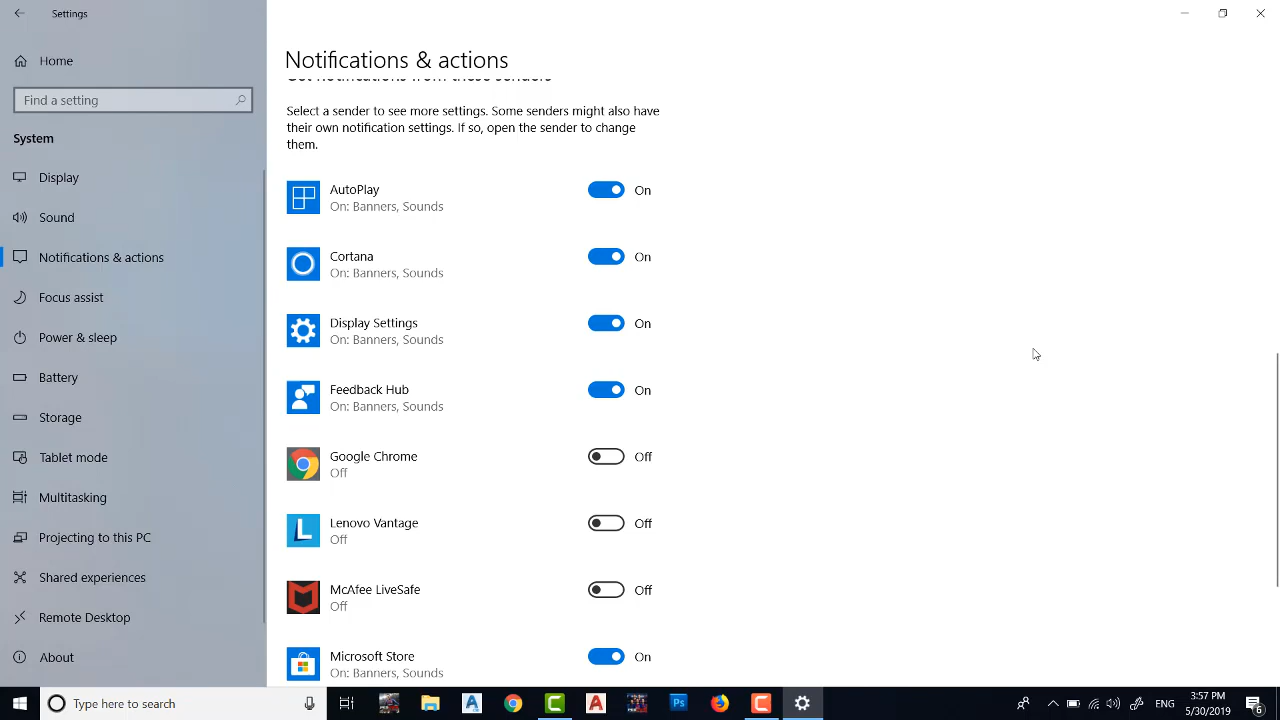 Settings
Home
Find a setting
System
Display
Sound
Notifications & actions
Focus assist
Power & sleep
Battery
Storage
Tablet mode
Multitasking
Projecting to this PC
Shared experiences
Remote Desktop
About
Notifications & actions
Get notifications from these senders
Select a sender to see more settings. Some senders might also have
their own notification settings. If so, open the sender to change
them.
AutoPlay
On: Banners, Sounds
On
Cortana
On: Banners, Sounds
On
Display Settings
On: Banners, Sounds
On
Feedback Hub
On: Banners, Sounds
On
Google Chrome
Off
Off
Lenovo Vantage
Off
Off
McAfee LiveSafe
Off
Off
Microsoft Store
On: Banners, Sounds
On
Type here to search
Ps
ENG
3:57 PM
5/30/2019
6